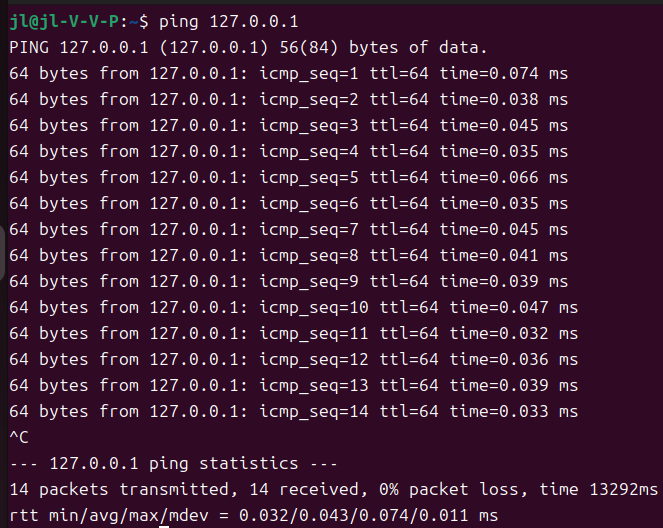 jl@jl-V-V-P:~$ ping 127.0.0.1
PING 127.0.0.1 (127.0.0.1) 56(84) bytes of data.
64 bytes from 127.0.0.1: icmp_seq=1 ttl=64 time=0.074 ms
64 bytes from 127.0.0.1: icmp_seq=2 ttl=64 time=0.038 ms
64 bytes from 127.0.0.1: icmp_seq=3 ttl=64 time=0.045 ms
64 bytes from 127.0.0.1: icmp_seq=4 ttl=64 time=0.035 ms
64 bytes from 127.0.0.1: icmp_seq=5 ttl=64 time=0.066 ms
64 bytes from 127.0.0.1: icmp_seq=6 ttl=64 time=0.035 ms
64 bytes from 127.0.0.1: icmp_seq=7 ttl=64 time=0.045 ms
64 bytes from 127.0.0.1: icmp_seq=8 ttl=64 time=0.041 ms
64 bytes from 127.0.0.1: icmp_seq=9 ttl=64 time=0.039 ms
64 bytes from 127.0.0.1: icmp_seq=10 ttl=64 time=0.047 ms
64 bytes from 127.0.0.1: icmp_seq=11 ttl=64 time=0.032 ms
64 bytes from 127.0.0.1: icmp_seq=12 ttl=64 time=0.036 ms
64 bytes from 127.0.0.1: icmp_seq=13 ttl=64 time=0.039 ms
64 bytes from 127.0.0.1: icmp_seq=14 ttl=64 time=0.033 ms
^C
--- 127.0.0.1 ping statistics ---
14 packets transmitted, 14 received, 0% packet loss, time 13292ms
rtt min/avg/max/mdev = 0.032/0.043/0.074/0.011 ms